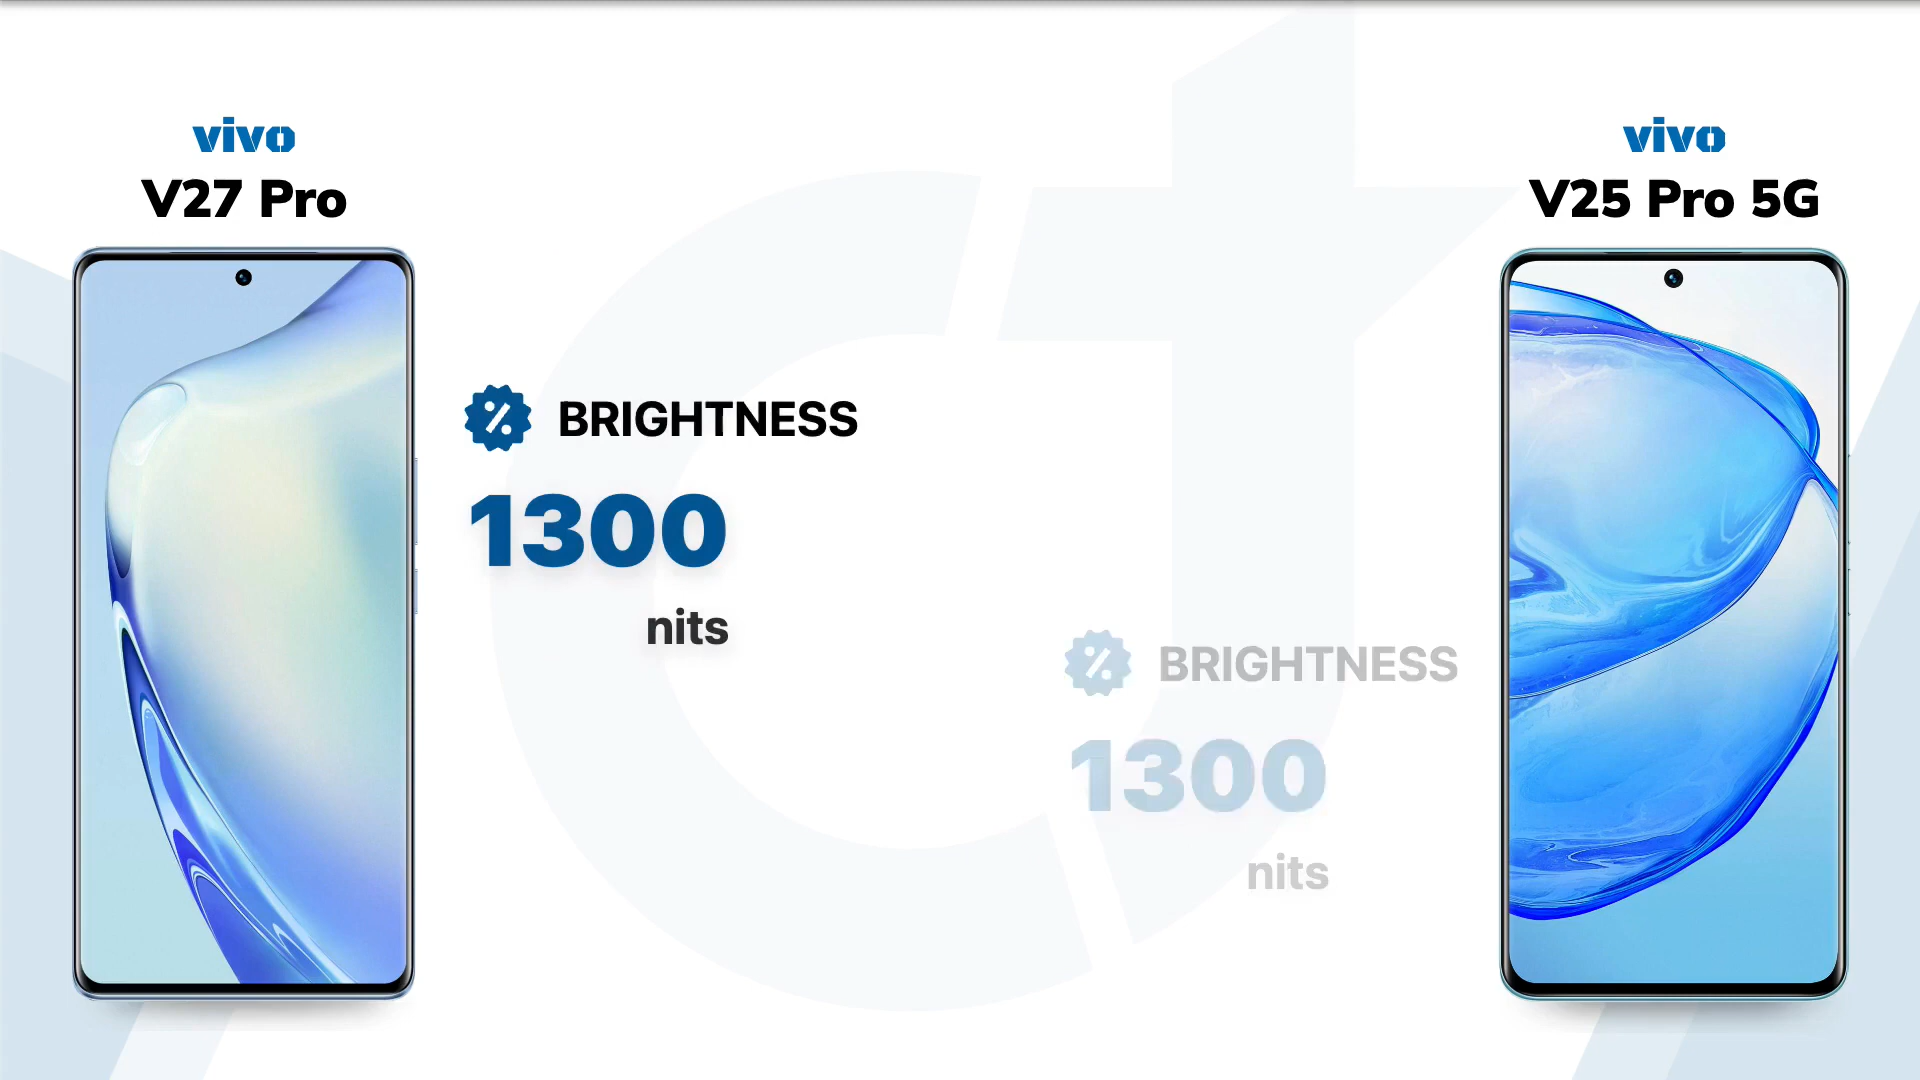 vivo
V27 Pro
BRIGHTNESS
1300
nits
vivo
V25 Pro 5G
BRIGHTNESS
1300
nits